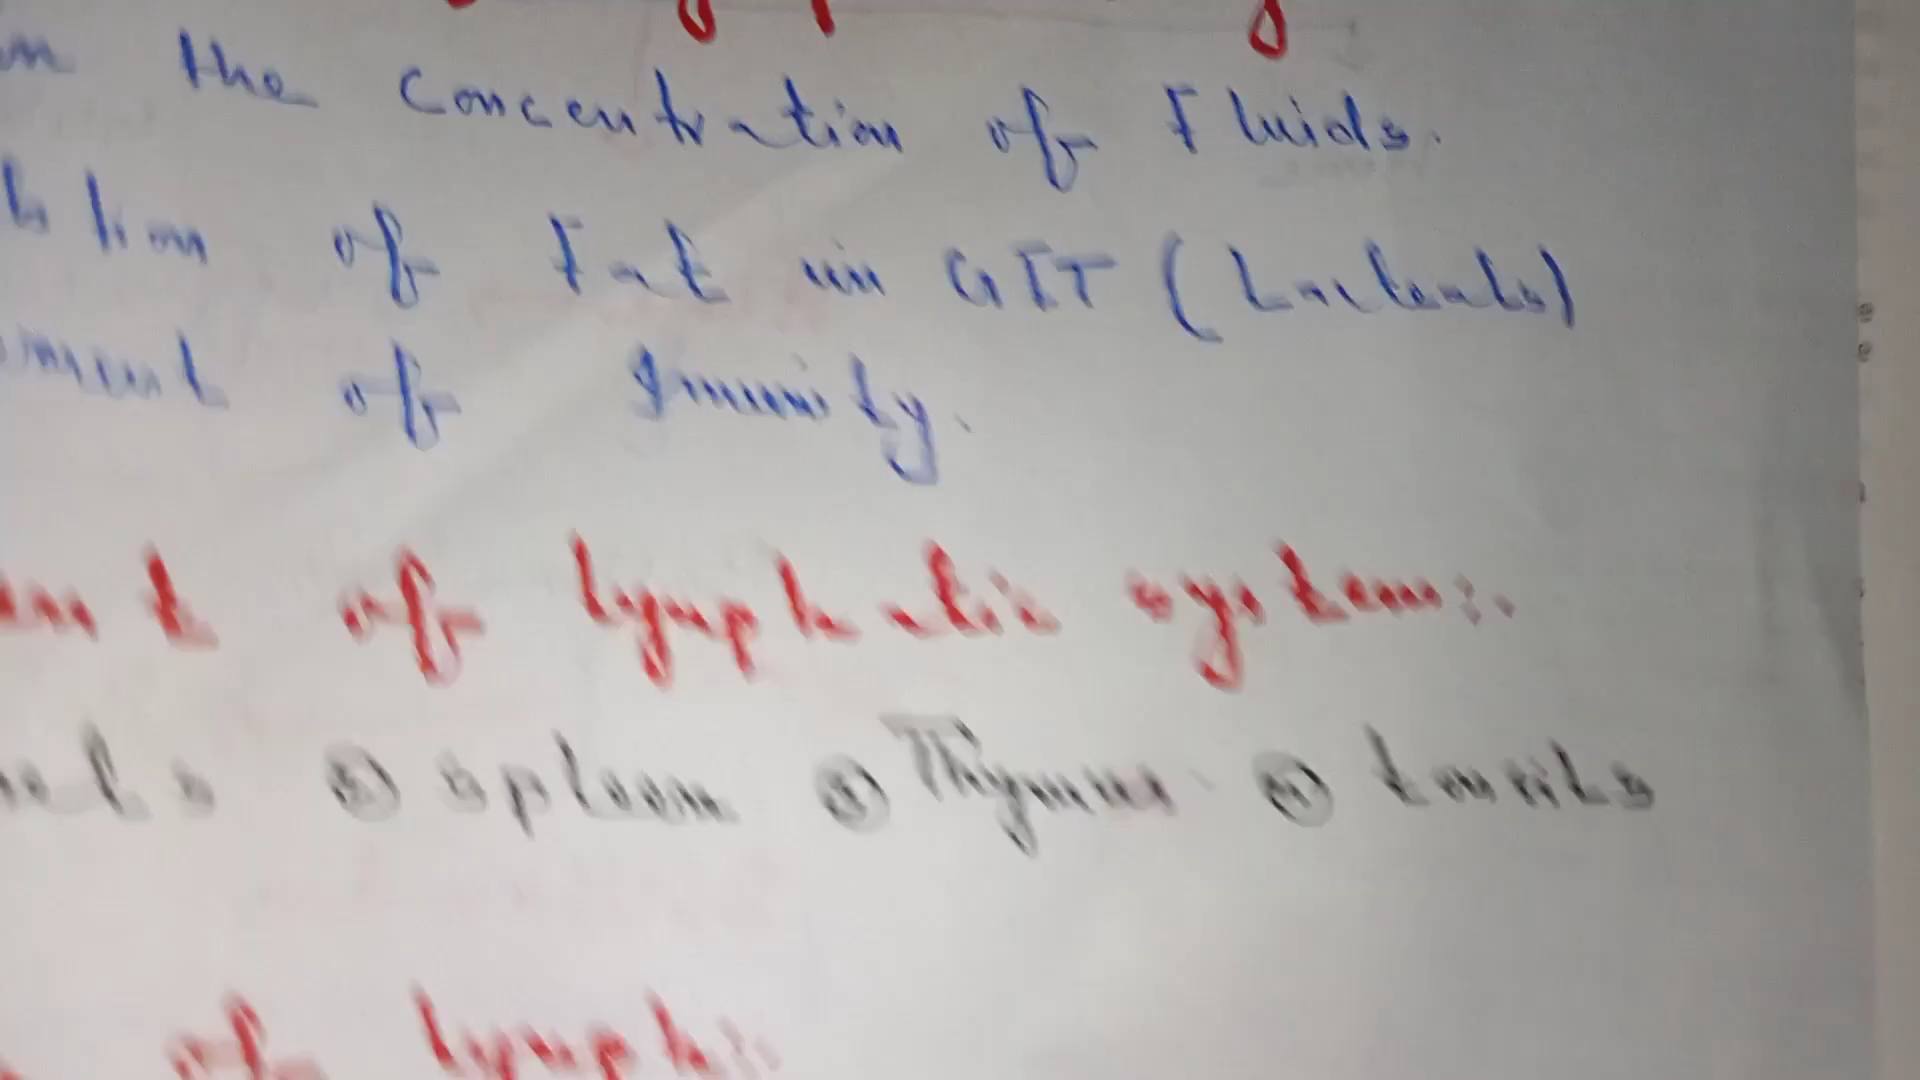 the Concentration of Fluids.
of Fat in GIT (Lacteals)
of Immunity.
of lymphatic system:-
② spleen ③ Thymus ④ tonsils
of lymph: